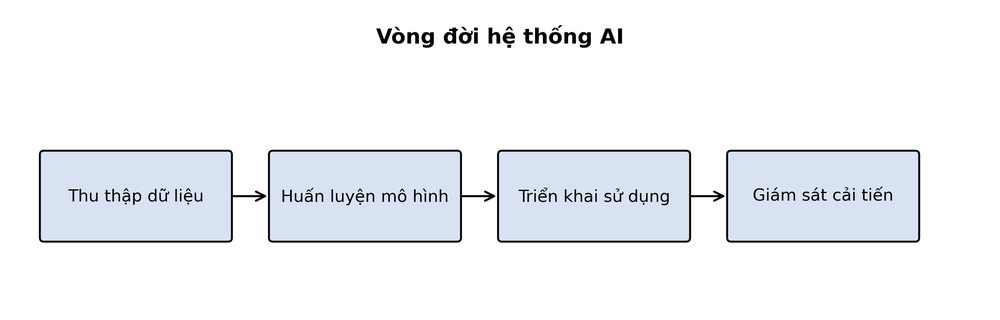 Vòng đời hệ thống AI
Thu thập dữ liệu
Huấn luyện mô hình
Triển khai sử dụng
Giám sát cải tiến